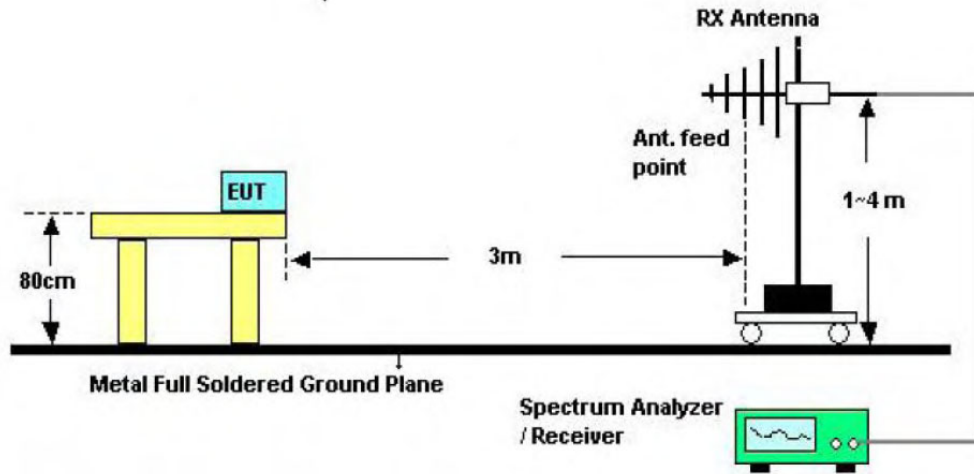 RX Antenna
Ant. feed
point
EUT
1~4 m
3m
80cm
Metal Full Soldered Ground Plane
Spectrum Analyzer
/ Receiver